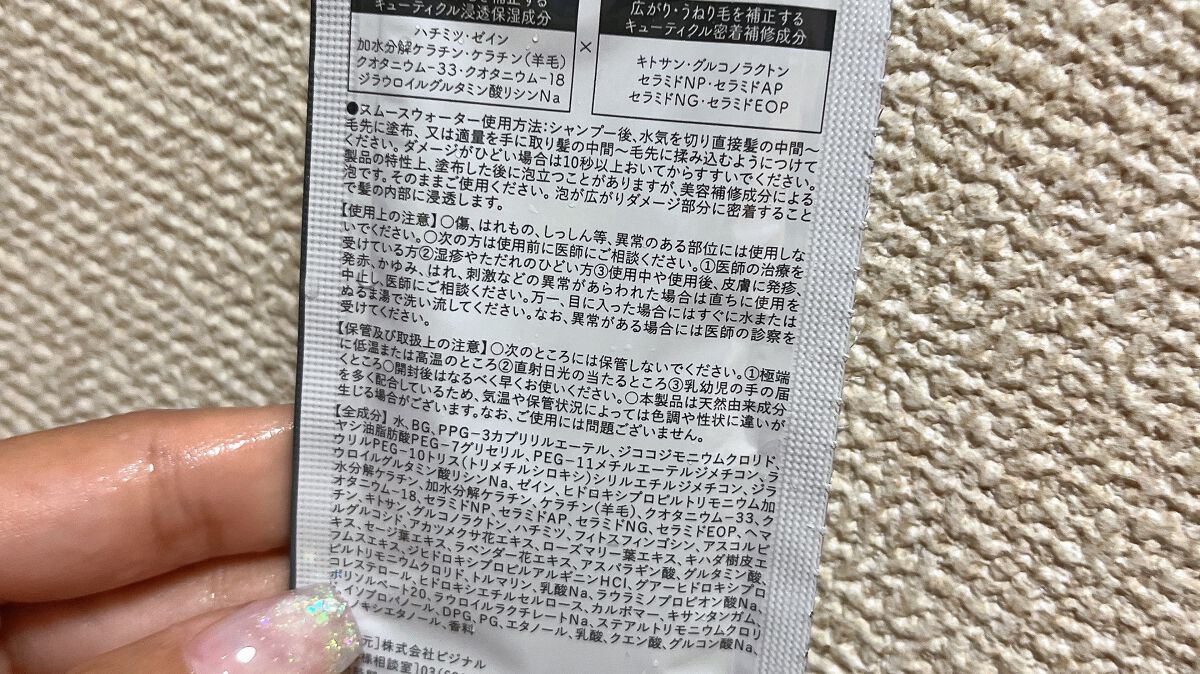 補正する
キューティクル浸透保湿成分
ハチミツ・ゼイン
加水分解ケラチン・ケラチン(羊毛)
クオタニウム-33・クオタニウム-18
ジラウロイルグルタミン酸リシンNa
×
広がり・うねり毛を補正する
キューティクル密着補修成分
キトサン・グルコノラクトン
セラミドNP・セラミドAP
セラミドNG・セラミドEOP
●スムースウォーター使用方法:シャンプー後、水気を切り直接髪の中間〜
毛先に塗布、又は適量を手に取り髪の中間〜毛先に揉み込むようにつけて
ください。ダメージがひどい場合は10秒以上おいてからすすいでください。
製品の特性上、塗布した後に泡立つことがありますが、美容補修成分による
泡です。そのままご使用ください。泡が広がりダメージ部分に密着すること
で髪の内部に浸透します。
【使用上の注意】○傷、はれもの、しっしん等、異常のある部位には使用しな
いでください。○次の方は使用前に医師にご相談ください。①医師の治療を
受けている方②湿疹やただれのひどい方③使用中や使用後、皮膚に発疹、
発赤、かゆみ、はれ、刺激などの異常があらわれた場合は直ちに使用を
中止し、医師にご相談ください。万一、目に入った場合にはすぐに水または
ぬるま湯で洗い流してください。なお、異常がある場合には医師の診察を
受けてください。
【保管及び取扱上の注意】○次のところには保管しないでください。①極端
に低温または高温のところ②直射日光の当たるところ③乳幼児の手の届
くところ○開封後はなるべく早くお使いください。○本製品は天然由来成分
を多く配合しているため、気温や保管状況によっては色調や性状に違いが
生じる場合がございます。なお、ご使用には問題ございません。
【全成分】水、BG、PPG-3カプリリルエーテル、ジココジモニウムクロリド、
ヤシ油脂肪酸PEG-7グリセリル、PEG-11メチルエーテルジメチコン、ラ
ウリルPEG-10トリス(トリメチルシロキシ)シリルエチルジメチコン、ジラ
ウロイルグルタミン酸リシンNa、ゼイン、ヒドロキシプロピルトリモニウム加
水分解ケラチン、加水分解ケラチン、ケラチン(羊毛)、クオタニウム-33、ク
オタニウム-18、セラミドNP、セラミドAP、セラミドNG、セラミドEOP、ヘマ
チン、キトサン、グルコノラクトン、ハチミツ、フィトスフィンゴシン、アスコルビ
ルグルコシド、アカツメクサ花エキス、ローズマリー葉エキス、キハダ樹皮エ
キス、セージ葉エキス、ラベンダー花エキス、アスパラギン酸、グルタミン酸、
フムスエキス、ジヒドロキシプロピルアルギニンHCl、グアーヒドロキシプロ
ピルトリモニウムクロリド、トルマリン、乳酸Na、ラウラミノプロピオン酸Na、
コレステロール、ヒドロキシエチルセルロース、カルボマー、キサンタンガム、
ポリソルベート20、ラウロイルラクチレートNa、ステアルトリモニウムクロリ
イソプロパノール、DPG、PG、エタノール、乳酸、クエン酸、グルコン酸Na、
キシエタノール、香料
元]株式会社ビジナル
様相談室]03(